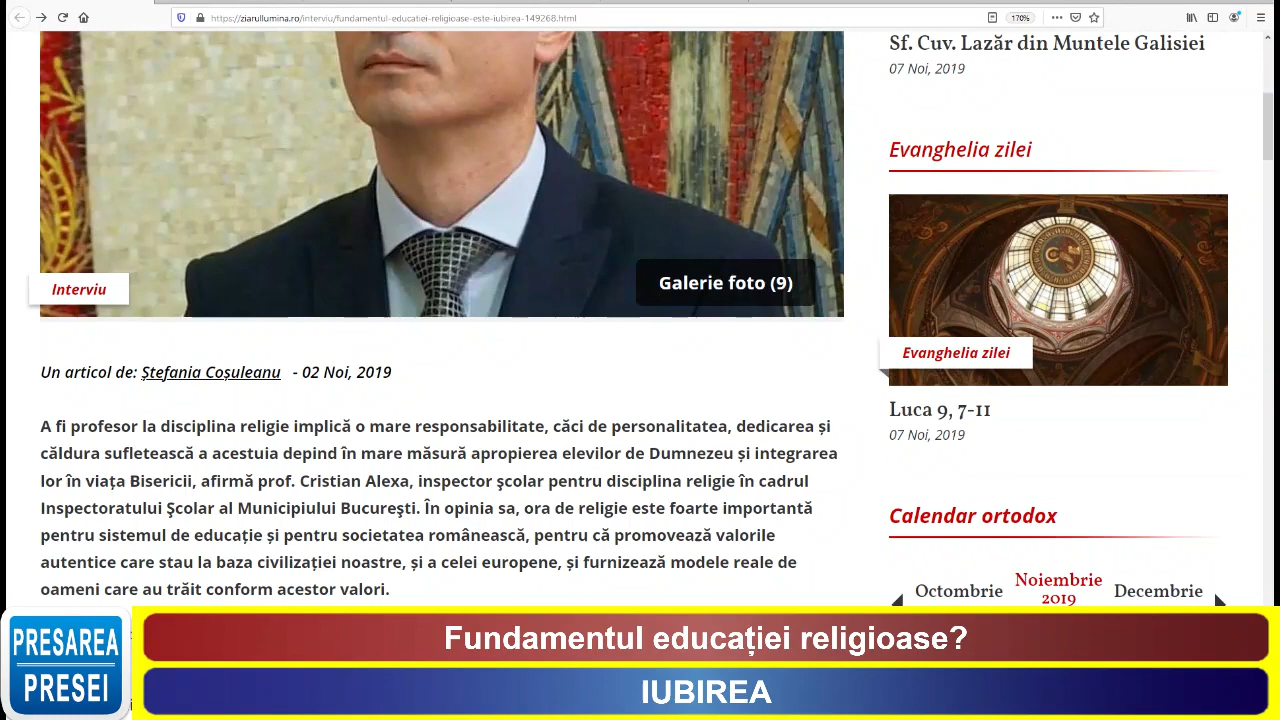 https://ziarullumina.ro/interviu/fundamentul-educatiei-religioase-este-iubirea-149268.html
170%
Interviu
Galerie foto (9)
Un articol de: Ștefania Coșuleanu - 02 Noi, 2019
A fi profesor la disciplina religie implică o mare responsabilitate, căci de personalitatea, dedicarea și
căldura sufletească a acestuia depind în mare măsură apropierea elevilor de Dumnezeu și integrarea
lor în viața Bisericii, afirmă prof. Cristian Alexa, inspector şcolar pentru disciplina religie în cadrul
Inspectoratului Şcolar al Municipiului Bucureşti. În opinia sa, ora de religie este foarte importantă
pentru sistemul de educație și pentru societatea românească, pentru că promovează valorile
autentice care stau la baza civilizației noastre, și a celei europene, și furnizează modele reale de
oameni care au trăit conform acestor valori.
Sf. Cuv. Lazăr din Muntele Galisiei
07 Noi, 2019
Evanghelia zilei
Evanghelia zilei
Luca 9, 7-11
07 Noi, 2019
Calendar ortodox
Octombrie
Noiembrie
2019
Decembrie
PRESAREA
PRESEI
Fundamentul educației religioase?
IUBIREA